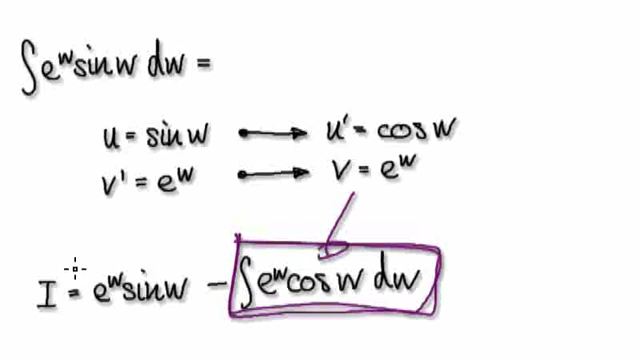 ∫e^w sin w dw =
u = sin w → u' = cos w
v' = e^w → v = e^w
I = e^w sin w - ∫e^w cos w dw